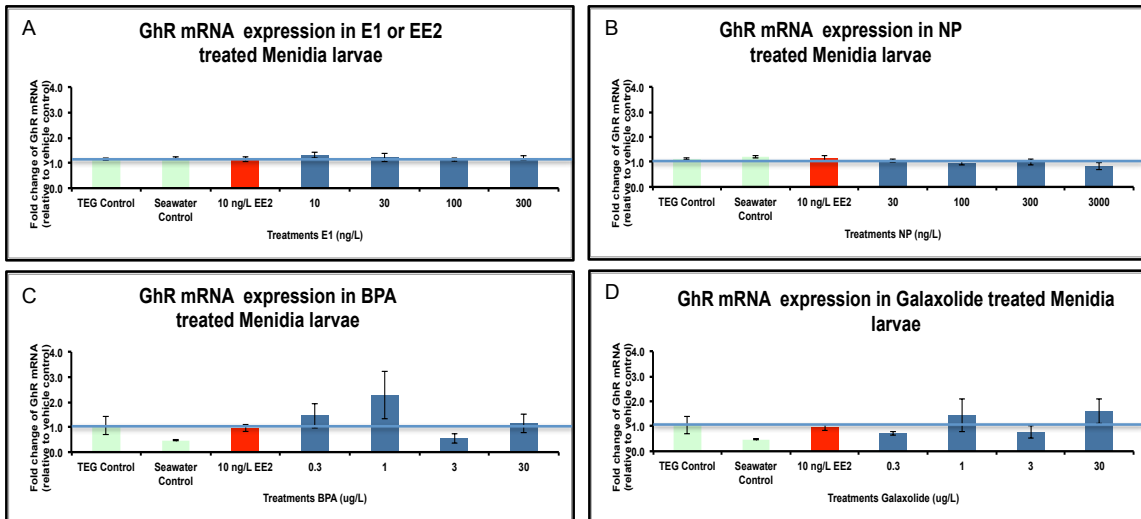 A
GhR mRNA expression in E1 or EE2
treated Menidia larvae
Fold change of GhR mRNA
(relative to vehicle control)
4.0
3.0
2.0
1.0
0.0
TEG Control
Seawater
Control
10 ng/L EE2
10
30
100
300
Treatments E1 (ng/L)
B
GhR mRNA expression in NP
treated Menidia larvae
Fold change of GhR mRNA
(relative to vehicle control)
4.0
3.0
2.0
1.0
0.0
TEG Control
Seawater
Control
10 ng/L EE2
30
100
300
3000
Treatments NP (ng/L)
C
GhR mRNA expression in BPA
treated Menidia larvae
Fold change of GhR mRNA
(relative to vehicle control)
4.0
3.0
2.0
1.0
0.0
TEG Control
Seawater
Control
10 ng/L EE2
0.3
1
3
30
Treatments BPA (ug/L)
D
GhR mRNA expression in Galaxolide treated Menidia
larvae
Fold change of GhR mRNA
(relative to vehicle control)
4.0
3.0
2.0
1.0
0.0
TEG Control
Seawater
Control
10 ng/L EE2
0.3
1
3
30
Treatments Galaxolide (ug/L)